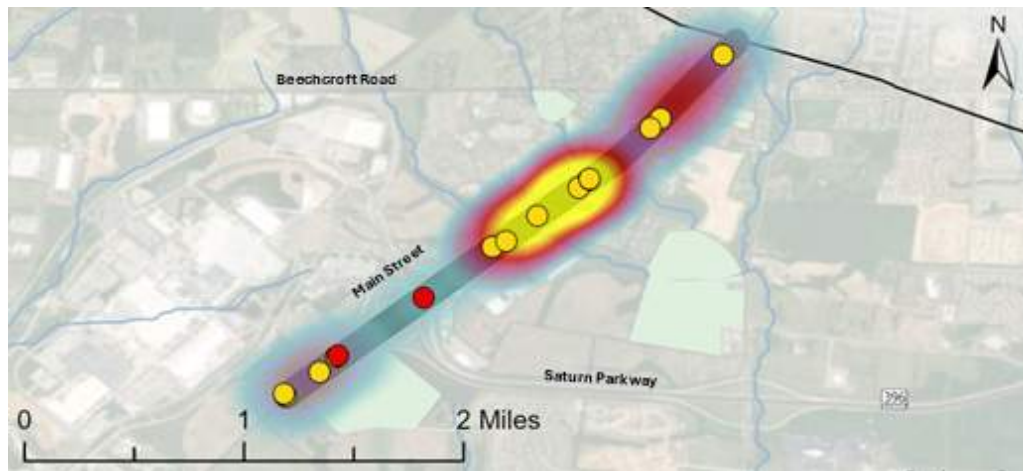 N
Beechcroft Road
Main Street
Saturn Parkway
396
0 1 2 Miles